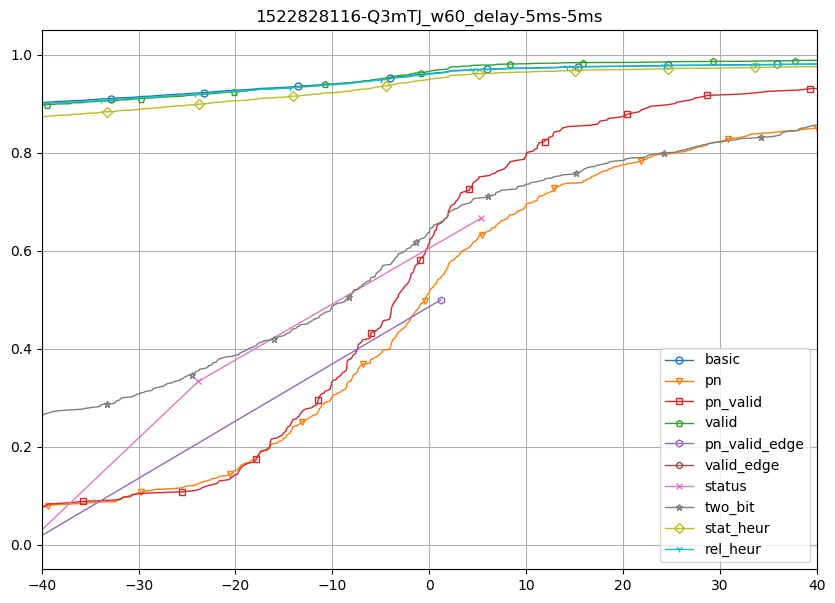 1522828116-Q3mTJ_w60_delay-5ms-5ms
1.0
0.8
0.6
0.4
0.2
0.0
−40
−30
−20
−10
0
10
20
30
40
basic
pn
pn_valid
valid
pn_valid_edge
valid_edge
status
two_bit
stat_heur
rel_heur